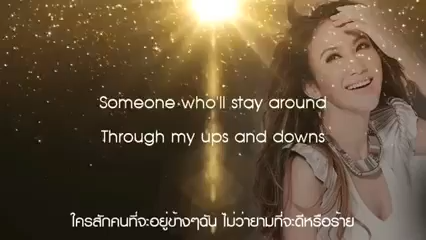 Someone who'll stay around
Through my ups and downs
ใครสักคนที่จะอยู่ข้างๆฉัน ไม่ว่ายามที่จะดีหรือร้าย